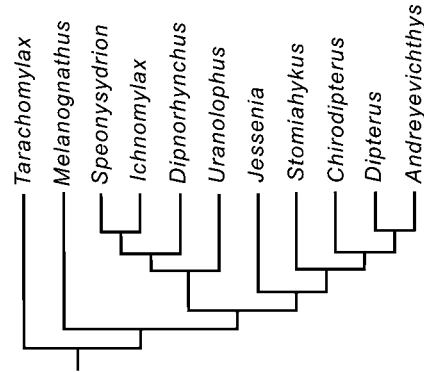 Tarachomylax
Melanognathus
Speonysydrion
Ichnomylax
Dipnorhynchus
Uranolophus
Jessenia
Stomiahykus
Chirodipterus
Dipterus
Andreyevichthys